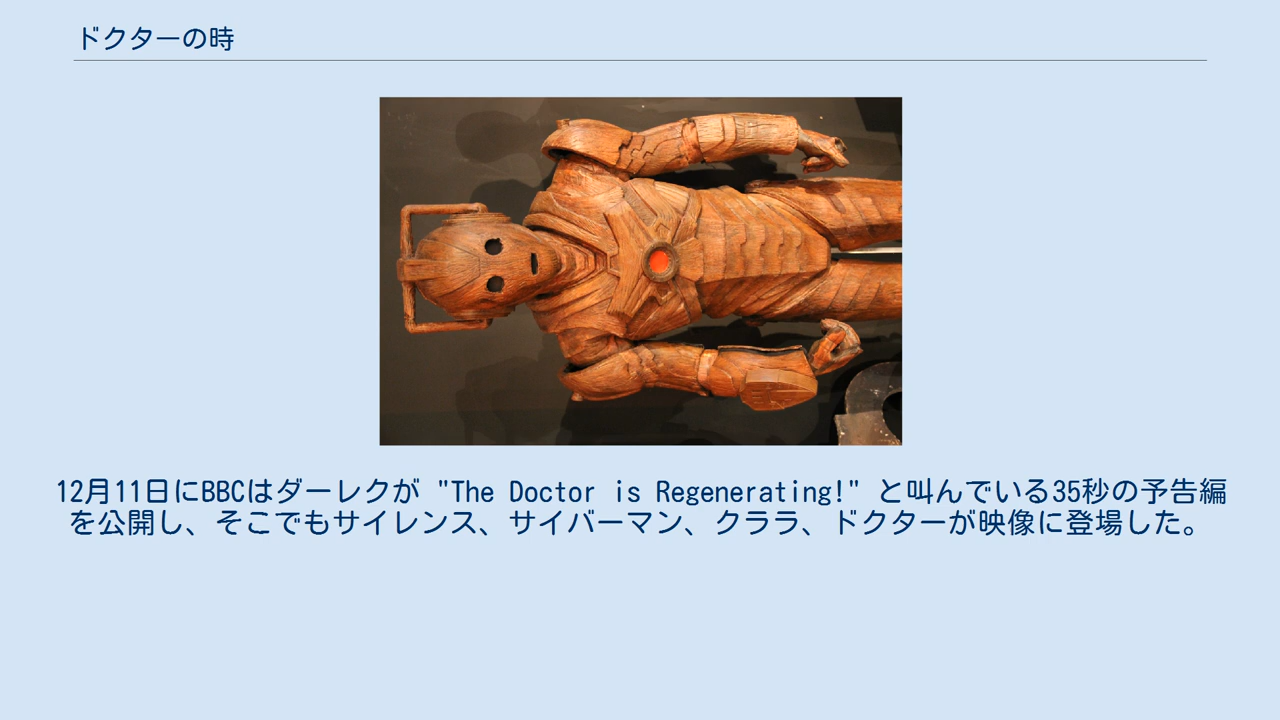 ドクターの時
12月11日にBBCはダーレクが "The Doctor is Regenerating!" と叫んでいる35秒の予告編
を公開し、そこでもサイレンス、サイバーマン、クララ、ドクターが映像に登場した。